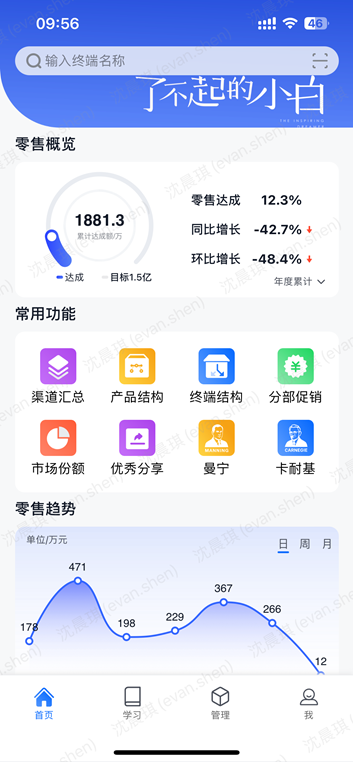 09:56
46
输入终端名称
了不起的小白
THE INSPIRING
DREAMER
零售概览
1881.3
累计达成额/万
达成
目标1.5亿
零售达成 12.3%
同比增长 -42.7%
环比增长 -48.4%
年度累计
常用功能
渠道汇总 产品结构 终端结构 分部促销
MANNING CARNEGIE
市场份额 优秀分享 曼宁 卡耐基
零售趋势
单位/万元
日 周 月
178 471 198 229 367 266 12
首页 学习 管理 我
沈晨琪 (evan.shen)